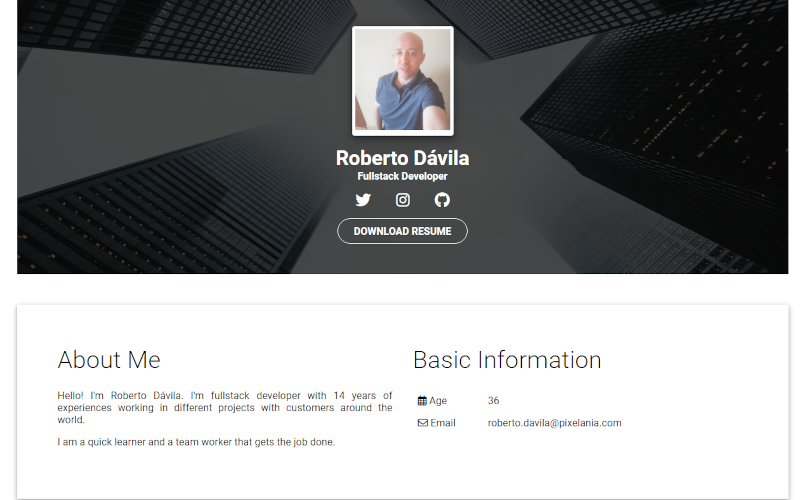 Roberto Dávila
Fullstack Developer
DOWNLOAD RESUME
About Me
Hello! I'm Roberto Dávila. I'm fullstack developer with 14 years of
experiences working in different projects with customers around the
world.
I am a quick learner and a team worker that gets the job done.
Basic Information
Age 36
Email roberto.davila@pixelania.com